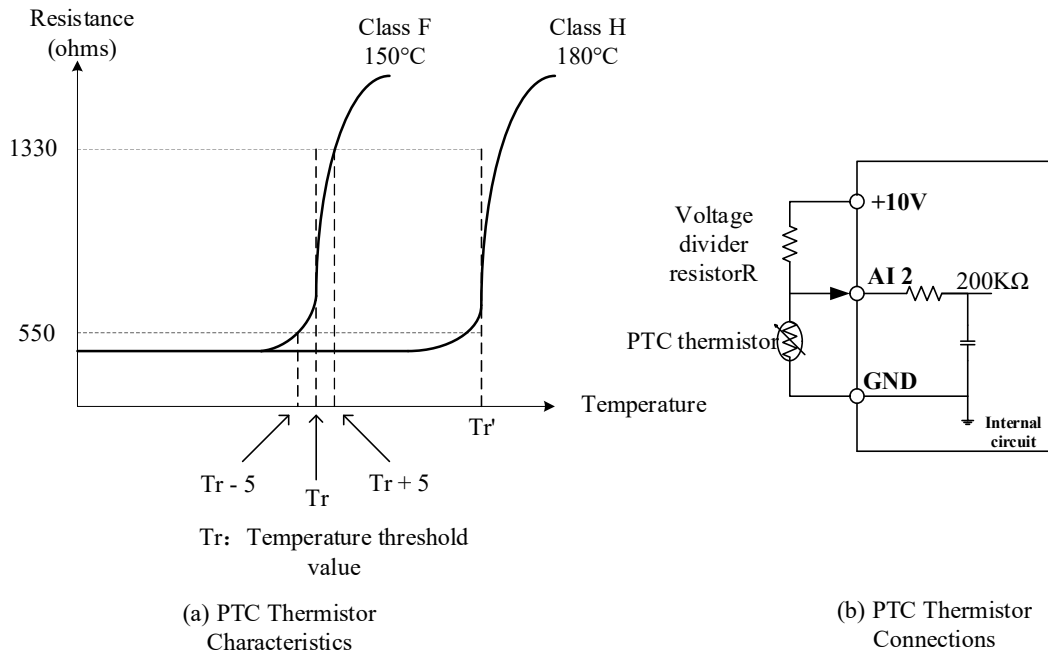 Resistance
(ohms)
Class F
150°C
Class H
180°C
1330
550
Temperature
Tr'
Tr - 5
Tr
Tr + 5
Tr： Temperature threshold
value
(a) PTC Thermistor
Characteristics
+10V
Voltage
divider
resistorR
AI 2
200KΩ
PTC thermistor
GND
Internal
circuit
(b) PTC Thermistor
Connections